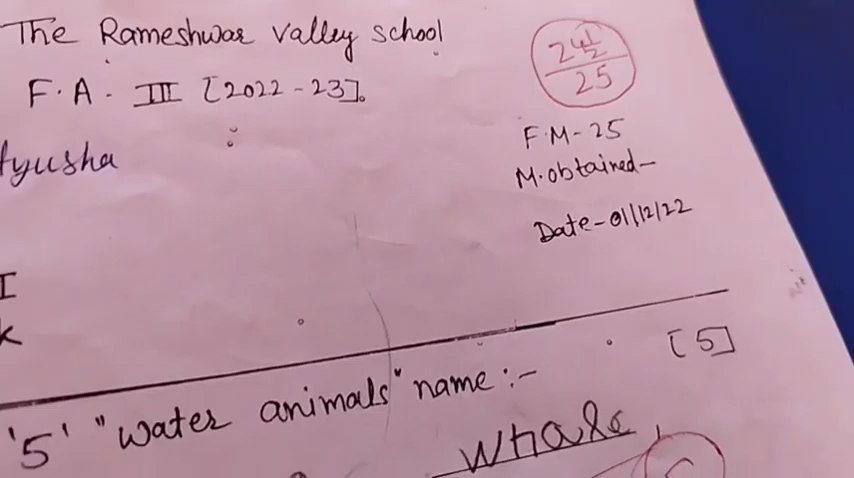 The Rameshwar valley school
F.A. III [2022-23].
24½
25
F.M-25
M.obtained-
Date-01/12/22
tyusha
I
k
[5]
'5' "water animals" name:-
whale,